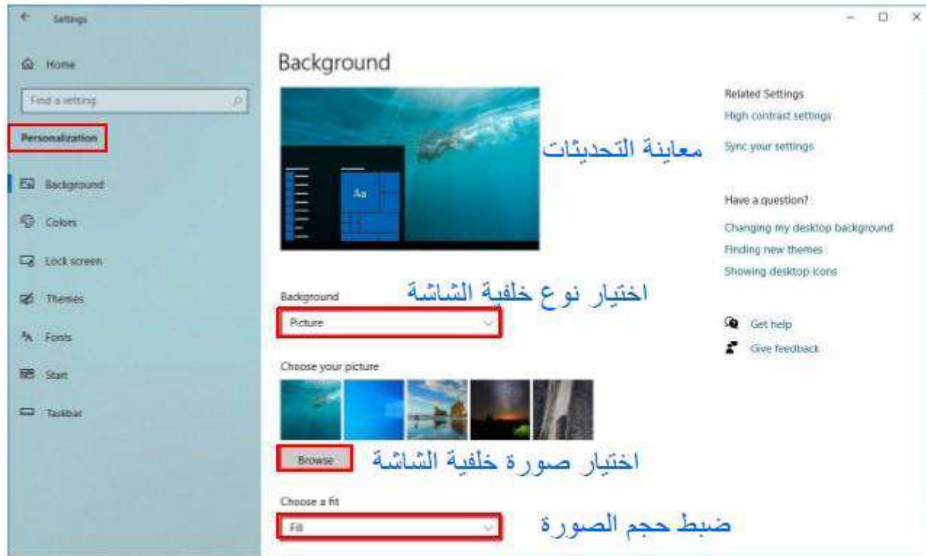 Settings
Home
Find a setting
Personalization
Background
Colors
Lock screen
Themes
Fonts
Start
Taskbar
Background
Aa
معاينة التحديثات
Background
اختيار نوع خلفية الشاشة
Picture
Choose your picture
Browse
اختيار صورة خلفية الشاشة
Choose a fit
Fill
ضبط حجم الصورة
Related Settings
High contrast settings
Sync your settings
Have a question?
Changing my desktop background
Finding new themes
Showing desktop icons
Get help
Give feedback